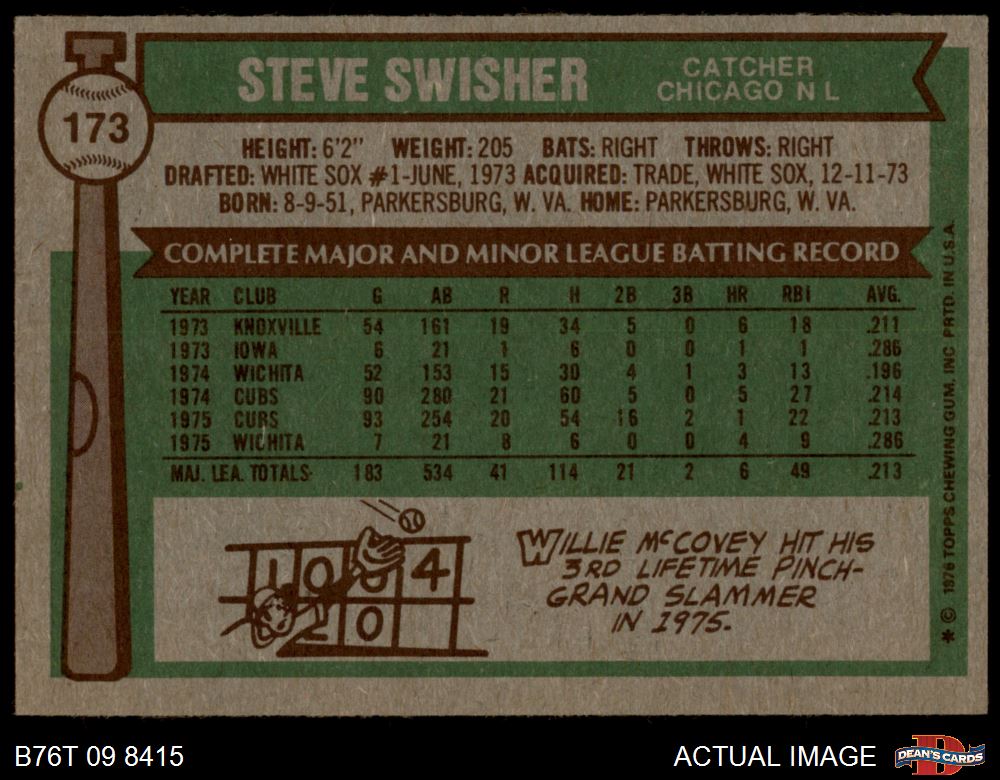 173
STEVE SWISHER
CATCHER
CHICAGO N L
HEIGHT: 6'2" WEIGHT: 205 BATS: RIGHT THROWS: RIGHT
DRAFTED: WHITE SOX #1-JUNE, 1973 ACQUIRED: TRADE, WHITE SOX, 12-11-73
BORN: 8-9-51, PARKERSBURG, W. VA. HOME: PARKERSBURG, W. VA.
COMPLETE MAJOR AND MINOR LEAGUE BATTING RECORD
YEAR CLUB G AB R H 2B 3B HR RBI AVG.
1973 KNOXVILLE 54 161 19 34 5 0 6 18 .211
1973 IOWA 6 21 1 6 0 0 1 1 .286
1974 WICHITA 52 153 15 30 4 1 3 13 .196
1974 CUBS 90 280 21 60 5 0 5 27 .214
1975 CUBS 93 254 20 54 16 2 1 22 .213
1975 WICHITA 7 21 8 6 0 0 4 9 .286
MAJ. LEA. TOTALS 183 534 41 114 21 2 6 49 .213
1 0 0 4
2 0
WILLIE McCOVEY HIT HIS
3RD LIFETIME PINCH-
GRAND SLAMMER
IN 1975.
* © 1976 TOPPS CHEWING GUM, INC PRTD. IN U.S.A.
B76T 09 8415
ACTUAL IMAGE
D
DEAN'S CARDS